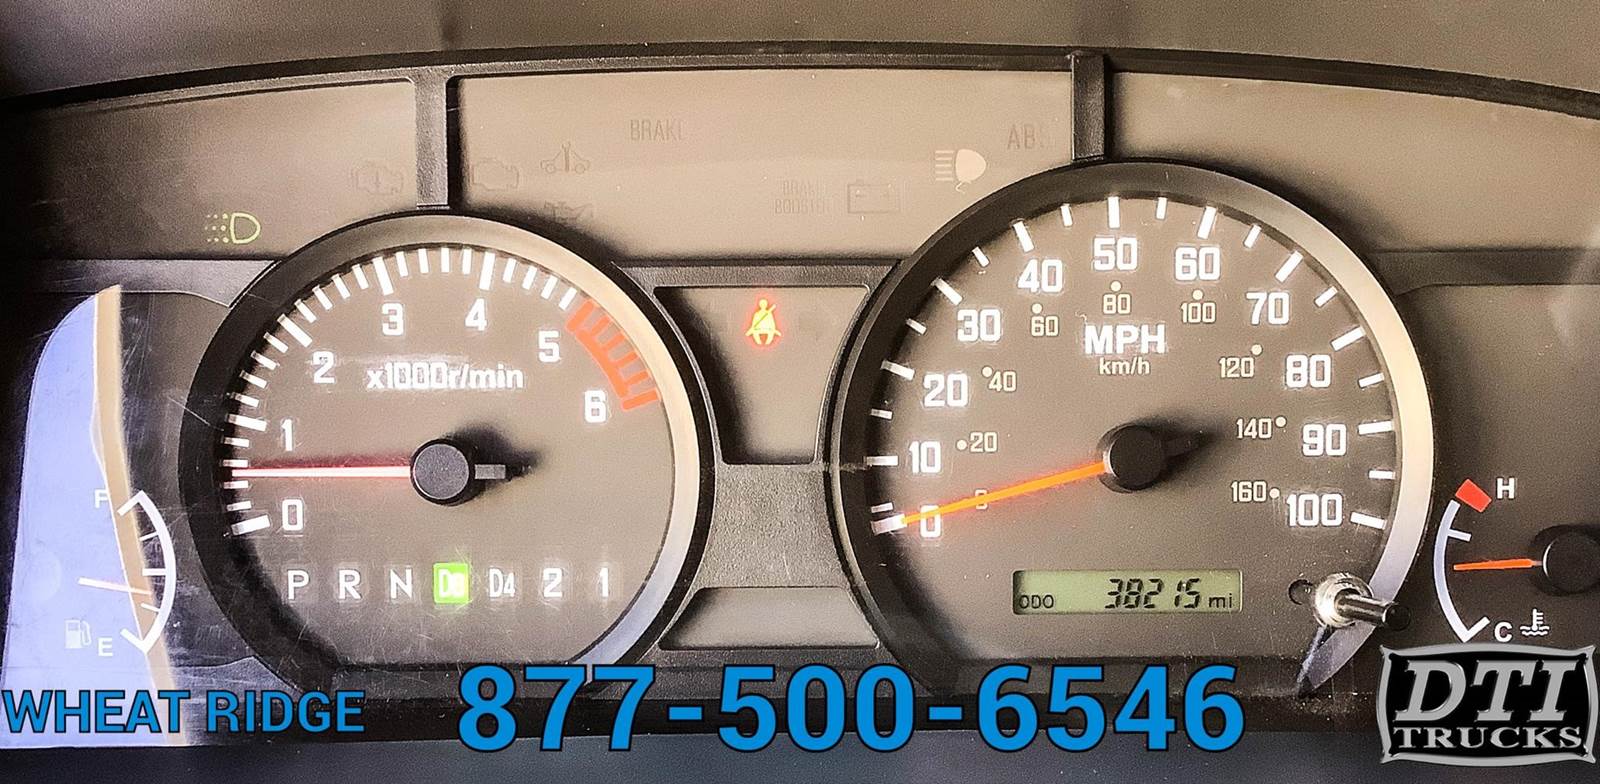 BRAKE
ABS
BRAKE
BOOSTER
0 1 2 3 4 5 6
x1000r/min
P R N D4 2 1
F
E
0 10 20 30 40 50 60 70 80 90 100
20 40 60 80 100 120 140 160
MPH
km/h
ODO 38215 mi
H
C
WHEAT RIDGE 877-500-6546
DTI
TRUCKS